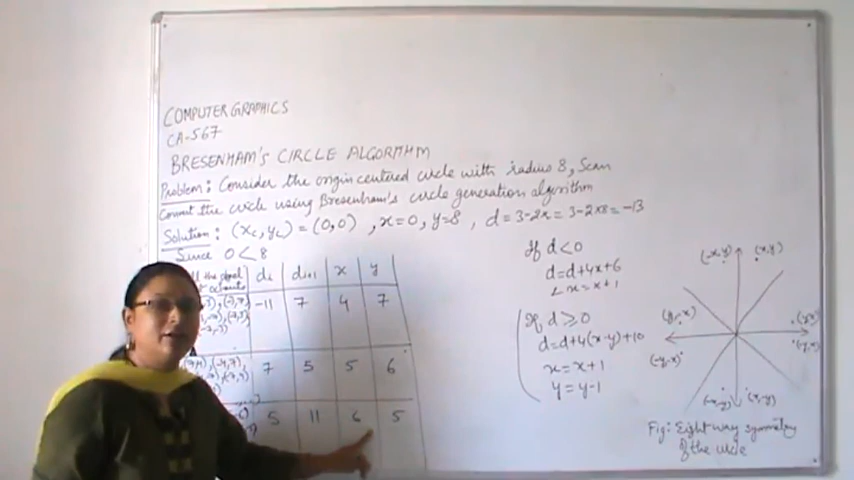 COMPUTER GRAPHICS
CA-567
BRESENHAM'S CIRCLE ALGORITHM
Problem: Consider the origin centered circle with radius 8, Scan
Convert the circle using Bresenham's circle generation algorithm
Solution: (xc, yc) = (0,0), x=0, y=8, d = 3-2r = 3-2x8 = -13
Since 0<8
di di+1 x y
-11 7 4 7
7 5 5 6
5 11 6 5
If d<0
d=d+4x+6
x=x+1
If d≥0
d=d+4(x-y)+10
x=x+1
y=y-1
(-x,y) (x,y)
(-y,x)
(-x,-y) (x,-y)
Fig: Eight way symmetry
of the circle